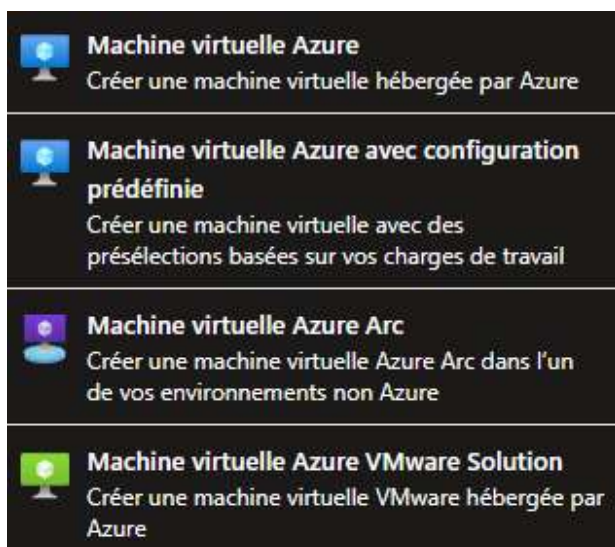 Machine virtuelle Azure
Créer une machine virtuelle hébergée par Azure
Machine virtuelle Azure avec configuration
prédéfinie
Créer une machine virtuelle avec des
présélections basées sur vos charges de travail
Machine virtuelle Azure Arc
Créer une machine virtuelle Azure Arc dans l'un
de vos environnements non Azure
Machine virtuelle Azure VMware Solution
Créer une machine virtuelle VMware hébergée par
Azure